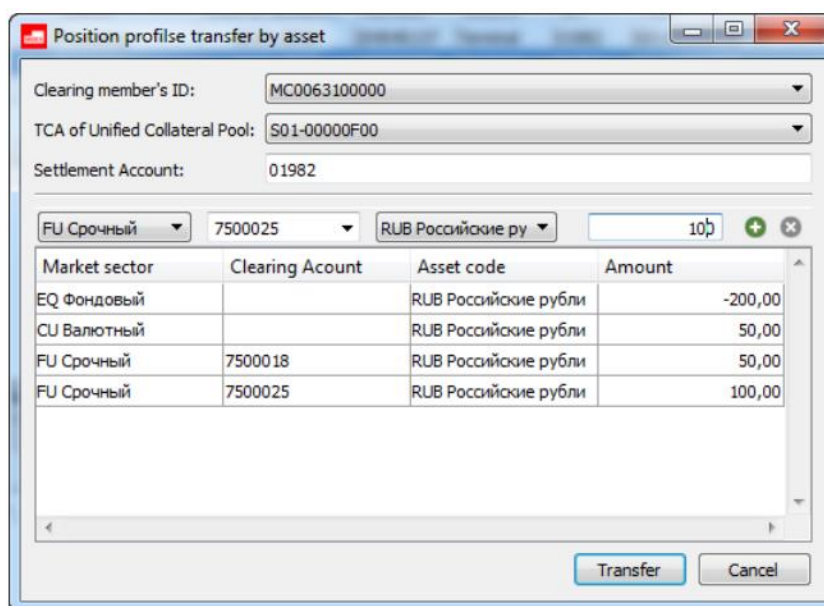 Position profilse transfer by asset
Clearing member's ID: MC0063100000
TCA of Unified Collateral Pool: S01-00000F00
Settlement Account: 01982
FU Срочный 7500025 RUB Российские ру 100
Market sector Clearing Acount Asset code Amount
EQ Фондовый RUB Российские рубли -200,00
CU Валютный RUB Российские рубли 50,00
FU Срочный 7500018 RUB Российские рубли 50,00
FU Срочный 7500025 RUB Российские рубли 100,00
Transfer Cancel